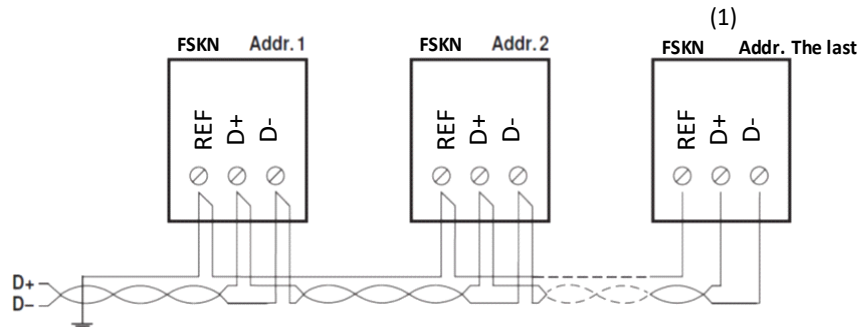 (1)
FSKN Addr. 1 FSKN Addr. 2 FSKN Addr. The last
REF D+ D- REF D+ D- REF D+ D-
D+
D–